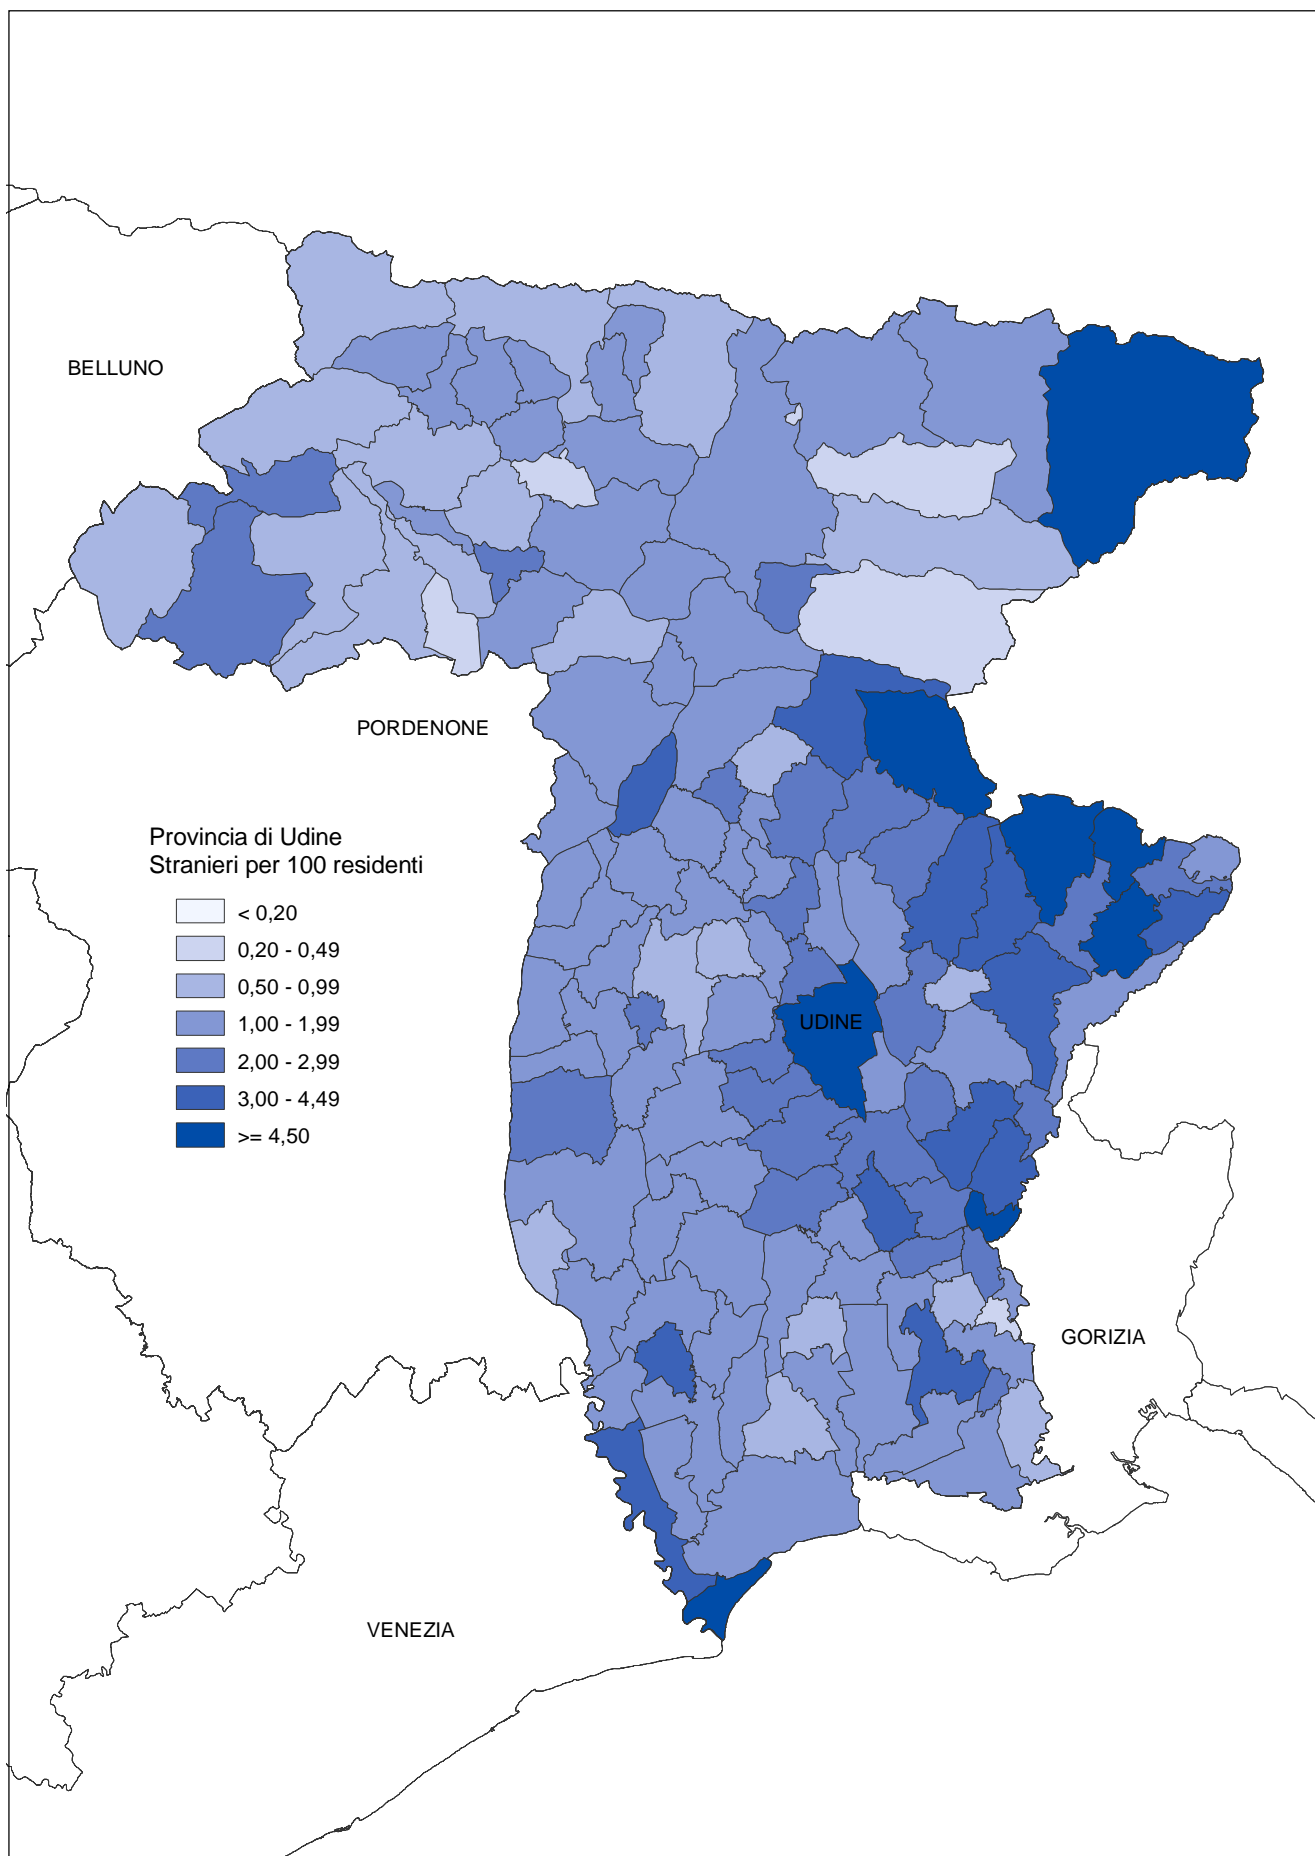 BELLUNO
PORDENONE
Provincia di Udine
Stranieri per 100 residenti
< 0,20
0,20 - 0,49
0,50 - 0,99
1,00 - 1,99
2,00 - 2,99
3,00 - 4,49
>= 4,50
UDINE
GORIZIA
VENEZIA